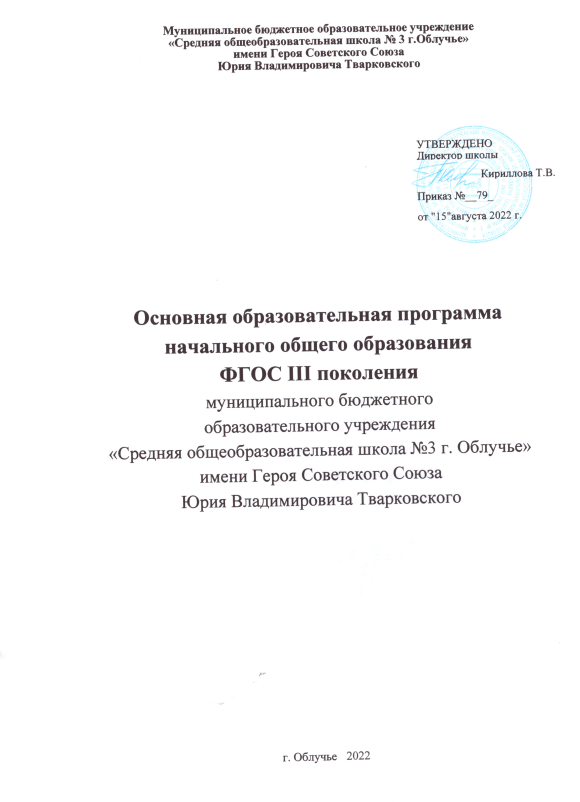 Муниципальное бюджетное образовательное учреждение
«Средняя общеобразовательная школа № 3 г.Облучье»
имени Героя Советского Союза
Юрия Владимировича Тварковского
УТВЕРЖДЕНО
Директор школы
Кириллова Т.В.
Приказ №__79_
от "15"августа 2022 г.
Основная образовательная программа
начального общего образования
ФГОС III поколения
муниципального бюджетного
образовательного учреждения
«Средняя общеобразовательная школа №3 г. Облучье»
имени Героя Советского Союза
Юрия Владимировича Тварковского
г. Облучье 2022